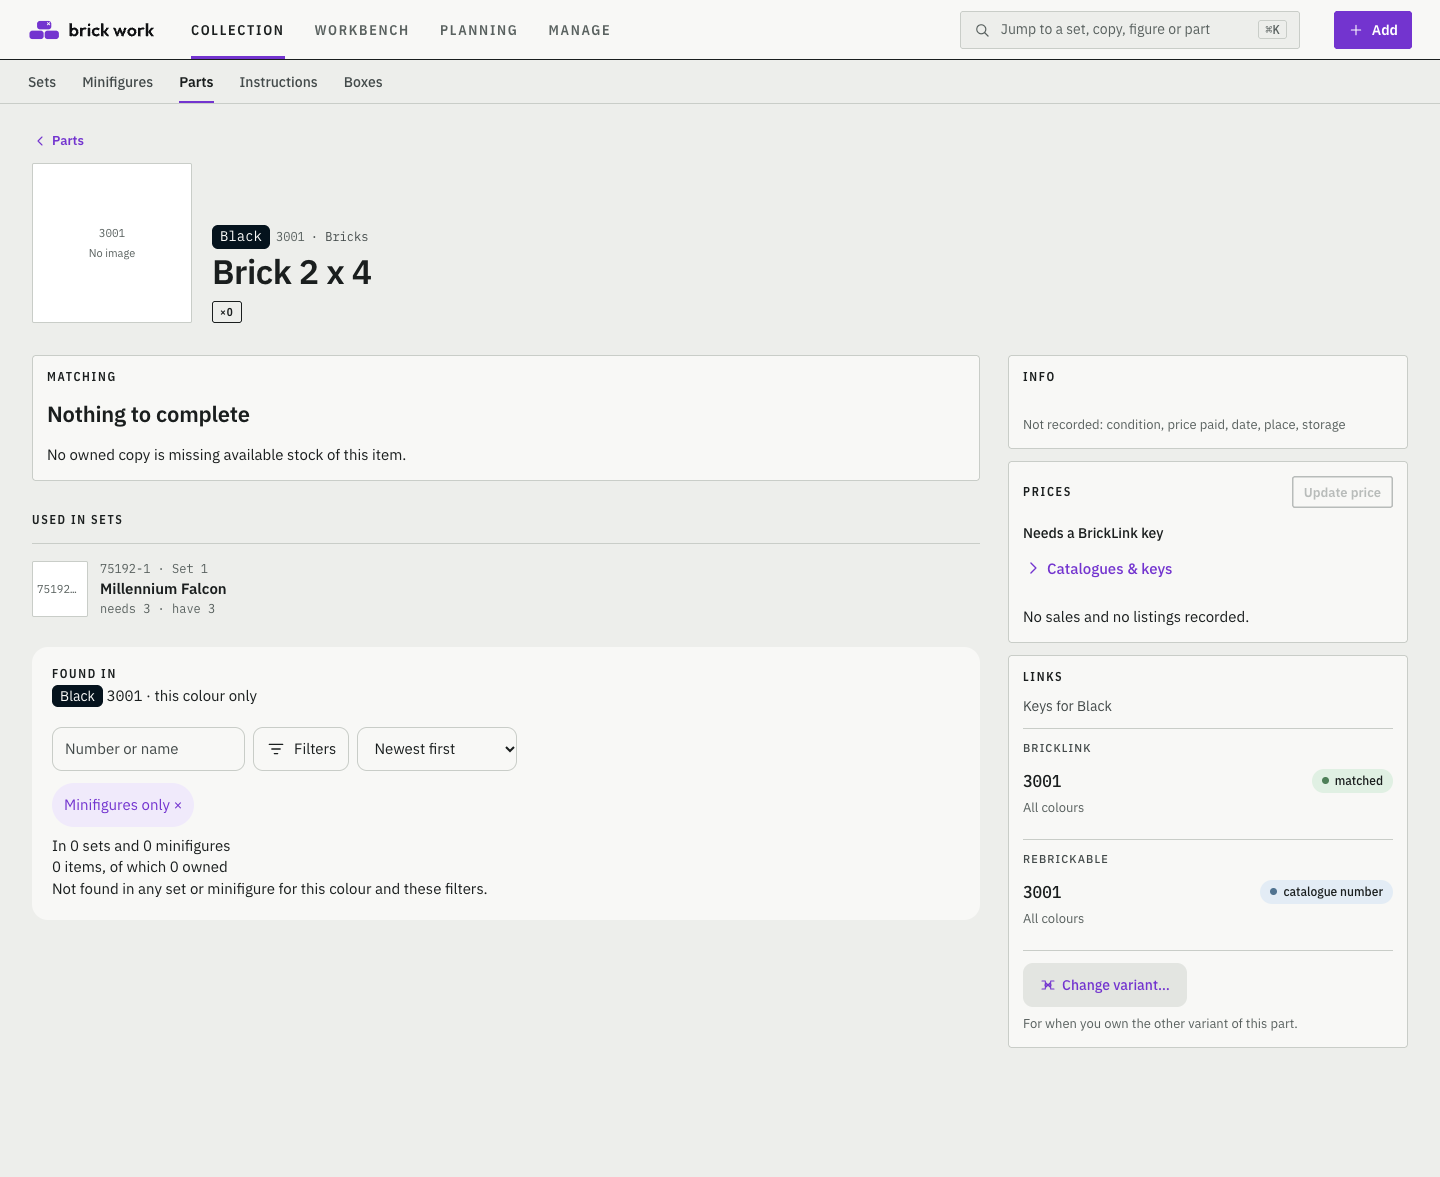 brick work
COLLECTION
WORKBENCH
PLANNING
MANAGE
Jump to a set, copy, figure or part
⌘K
+ Add
Sets
Minifigures
Parts
Instructions
Boxes
Parts
3001
No image
Black 3001 · Bricks
Brick 2 x 4
×0
MATCHING
Nothing to complete
No owned copy is missing available stock of this item.
USED IN SETS
75192…
75192-1 · Set 1
Millennium Falcon
needs 3 · have 3
FOUND IN
Black 3001 · this colour only
Number or name
Filters
Newest first
Minifigures only ×
In 0 sets and 0 minifigures
0 items, of which 0 owned
Not found in any set or minifigure for this colour and these filters.
INFO
Not recorded: condition, price paid, date, place, storage
PRICES
Update price
Needs a BrickLink key
Catalogues & keys
No sales and no listings recorded.
LINKS
Keys for Black
BRICKLINK
3001
matched
All colours
REBRICKABLE
3001
catalogue number
All colours
Change variant...
For when you own the other variant of this part.